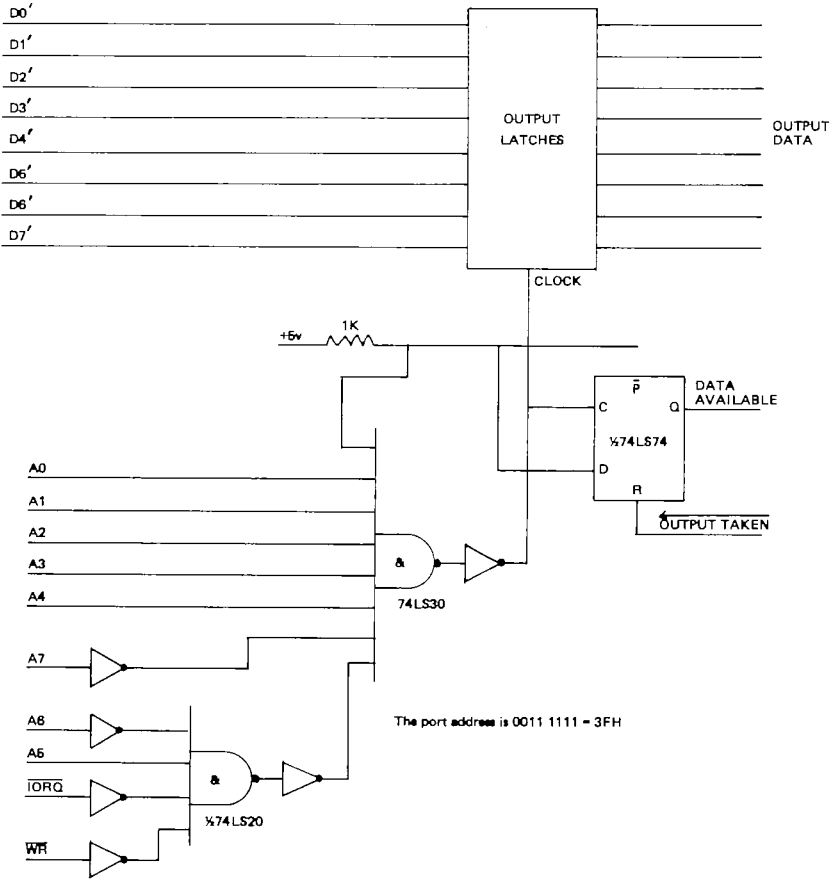 D0′
D1′
D2′
D3′
D4′
D6′
D6′
D7′
OUTPUT
LATCHES
OUTPUT
DATA
CLOCK
+5v
1K
P̅
DATA
AVAILABLE
C
Q
½74LS74
D
R
OUTPUT TAKEN
A0
A1
A2
A3
A4
&
74LS30
A7
The port address is 0011 1111 = 3FH
A6
A5
I̅O̅R̅Q̅
&
½74LS20
W̅R̅